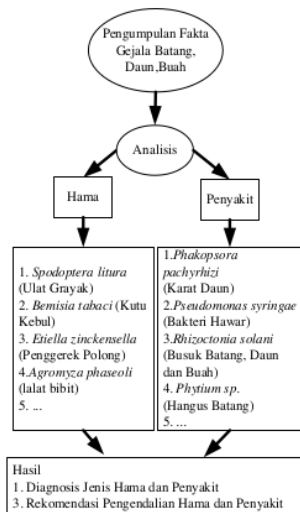 Pengumpulan Fakta
Gejala Batang,
Daun,Buah
Analisis
Hama
Penyakit
1. Spodoptera litura
(Ulat Grayak)
2. Bemisia tabaci (Kutu
Kebul)
3. Etiella zinckensella
(Penggerek Polong)
4.Agromyza phaseoli
(lalat bibit)
5. ...
1.Phakopsora
pachyrhizi
(Karat Daun)
2.Pseudomonas syringae
(Bakteri Hawar)
3.Rhizoctonia solani
(Busuk Batang, Daun
dan Buah)
4. Phytium sp.
(Hangus Batang)
5. ...
Hasil
1. Diagnosis Jenis Hama dan Penyakit
3. Rekomendasi Pengendalian Hama dan Penyakit